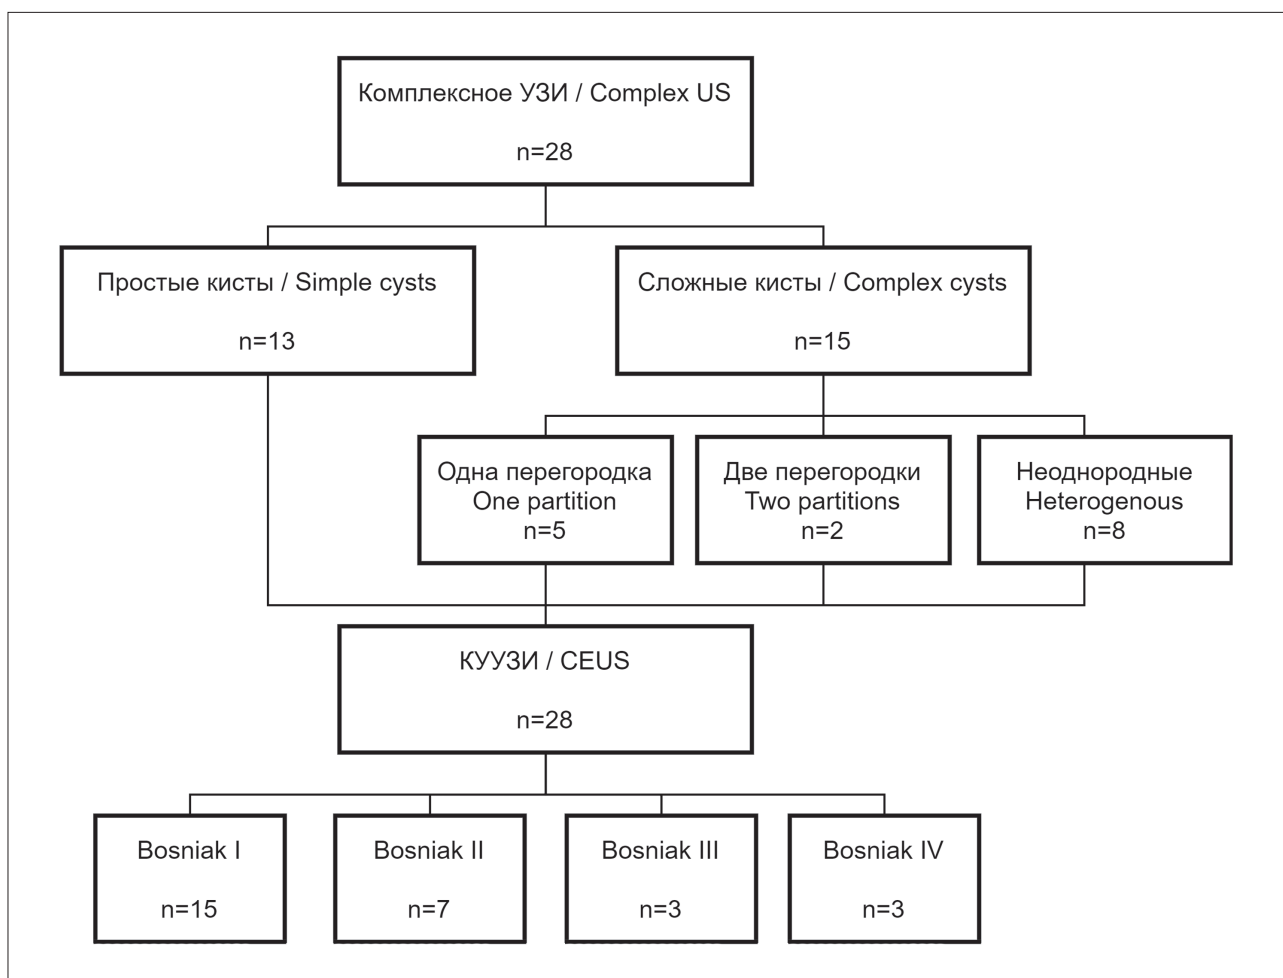 Комплексное УЗИ / Complex US
n=28
Простые кисты / Simple cysts
n=13
Сложные кисты / Complex cysts
n=15
Одна перегородка
One partition
n=5
Две перегородки
Two partitions
n=2
Неоднородные
Heterogenous
n=8
КУУЗИ / CEUS
n=28
Bosniak I
n=15
Bosniak II
n=7
Bosniak III
n=3
Bosniak IV
n=3